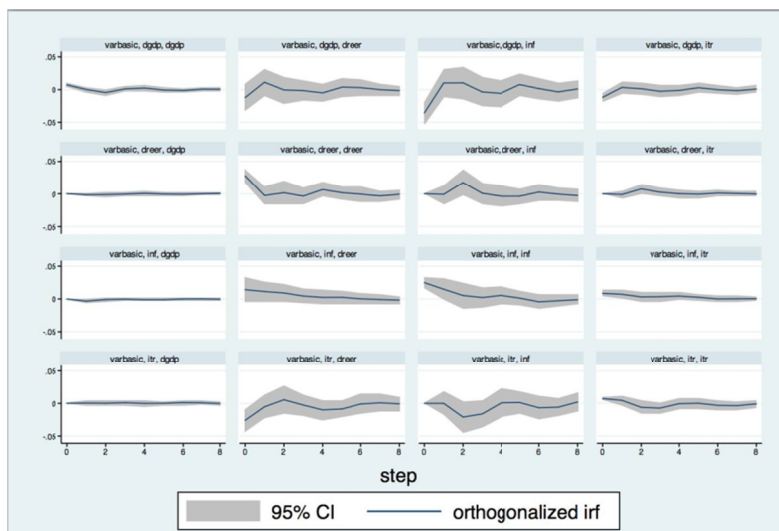 varbasic, dgdp, dgdp varbasic, dgdp, dreer varbasic,dgdp, inf varbasic, dgdp, itr
.05
0
-.05
varbasic, dreer, dgdp varbasic, dreer, dreer varbasic,dreer, inf varbasic, dreer, itr
.05
0
-.05
varbasic, inf, dgdp varbasic, inf, dreer varbasic, inf, inf varbasic, inf, itr
.05
0
-.05
varbasic, itr, dgdp varbasic, itr, dreer varbasic, itr, inf varbasic, itr, itr
.05
0
-.05
0 2 4 6 8 0 2 4 6 8 0 2 4 6 8 0 2 4 6 8
step
95% CI orthogonalized irf